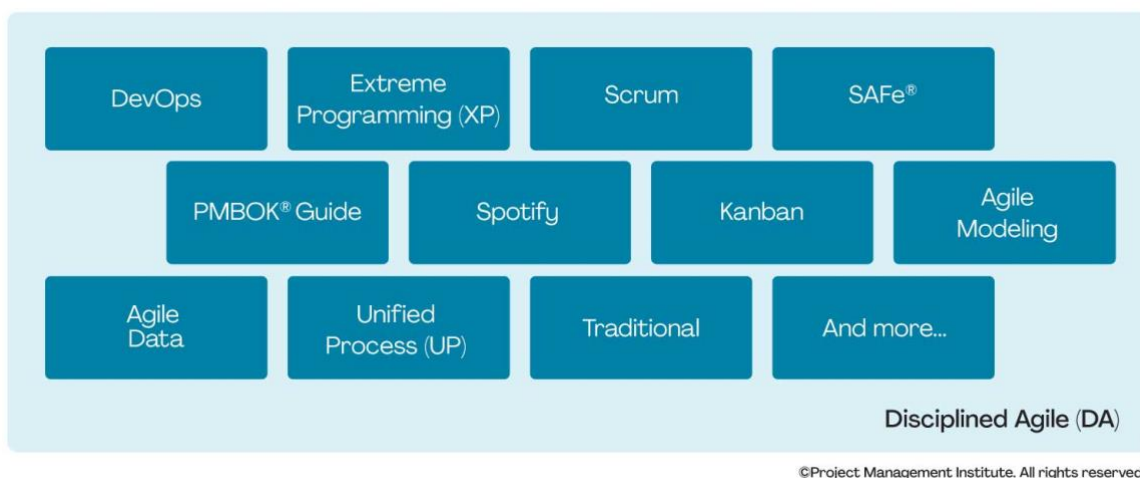 DevOps
Extreme
Programming (XP)
Scrum
SAFe®
PMBOK® Guide
Spotify
Kanban
Agile
Modeling
Agile
Data
Unified
Process (UP)
Traditional
And more...
Disciplined Agile (DA)
©Project Management Institute. All rights reserved